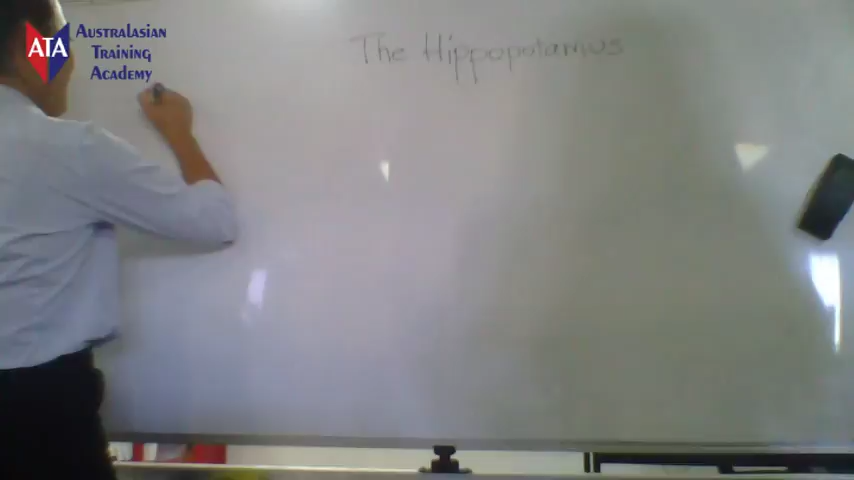 ATA
AUSTRALASIAN
TRAINING
ACADEMY
The Hippopotamus